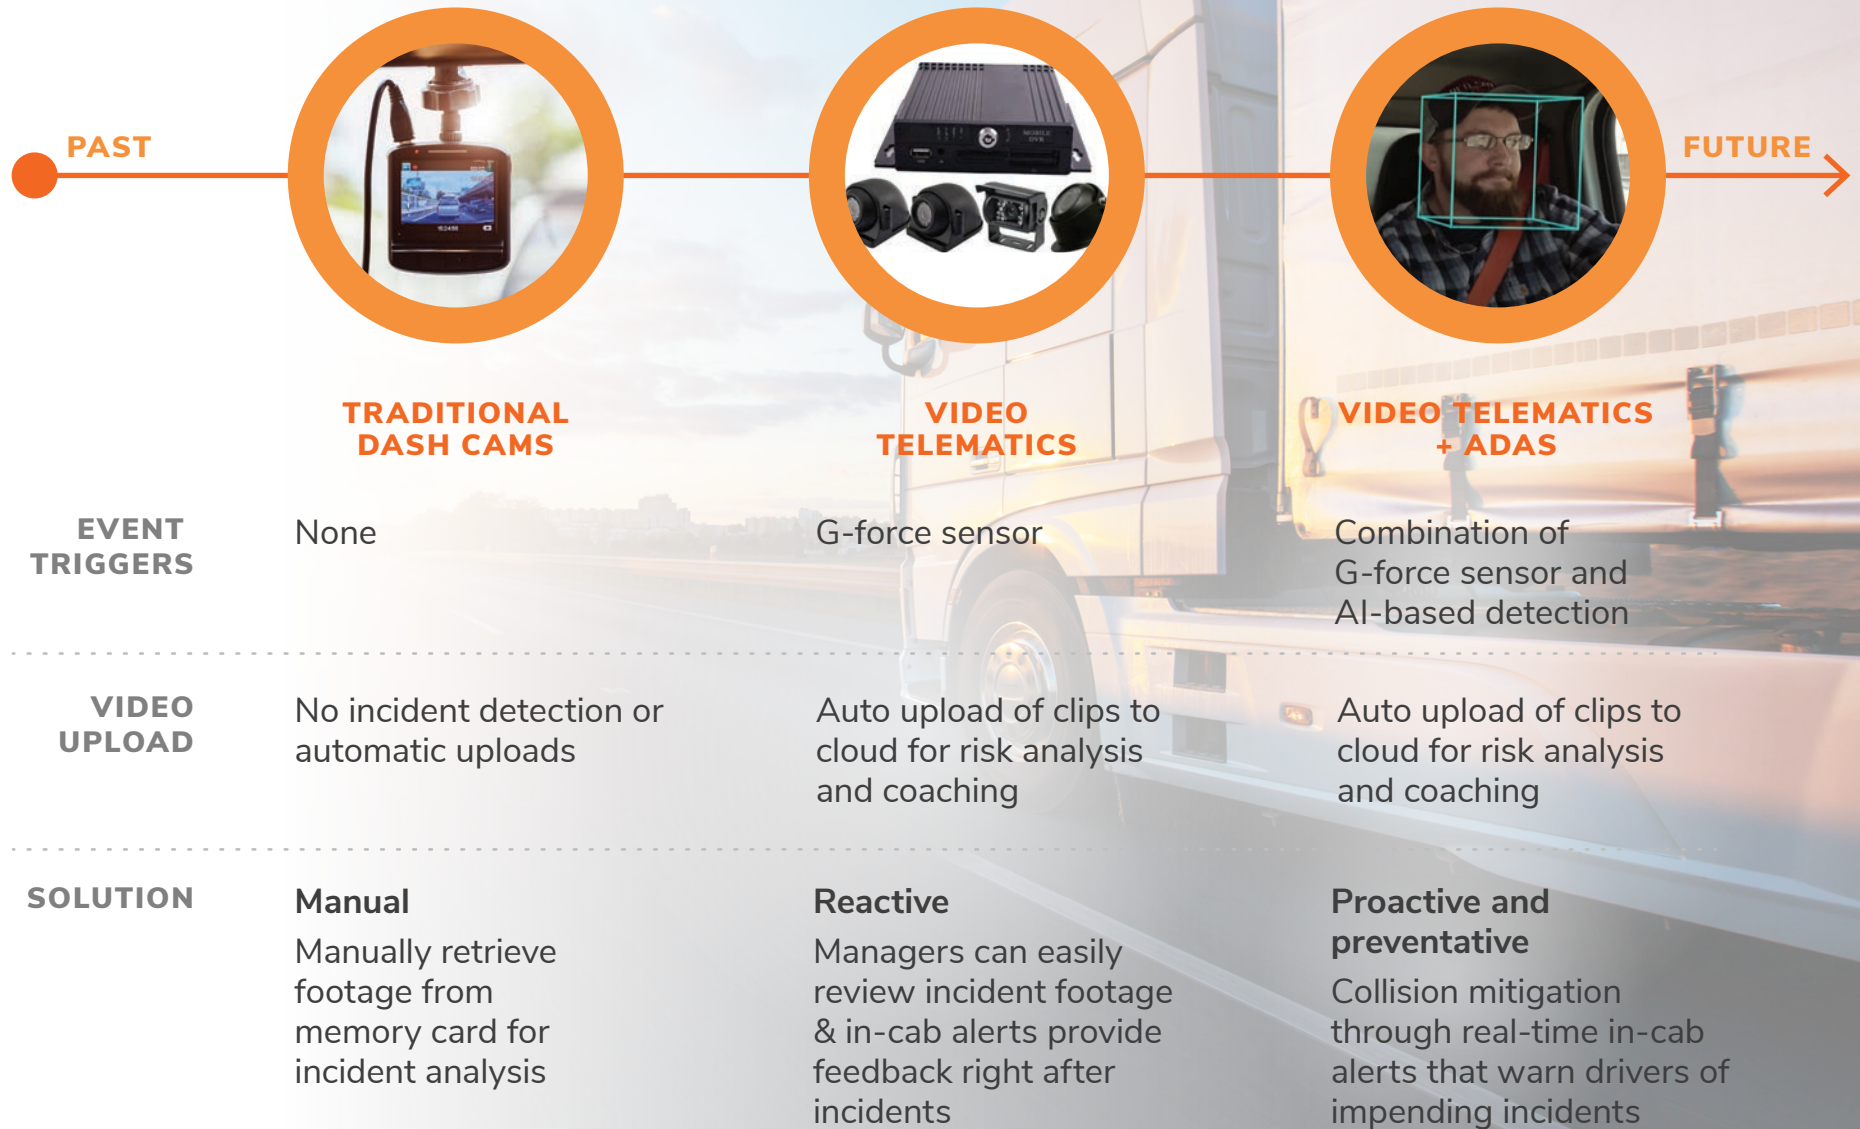 PAST
FUTURE
MOBILE
DVR
TRADITIONAL
DASH CAMS
VIDEO
TELEMATICS
VIDEO TELEMATICS
+ ADAS
EVENT
TRIGGERS
None
G-force sensor
Combination of
G-force sensor and
AI-based detection
VIDEO
UPLOAD
No incident detection or
automatic uploads
Auto upload of clips to
cloud for risk analysis
and coaching
Auto upload of clips to
cloud for risk analysis
and coaching
SOLUTION
Manual
Manually retrieve
footage from
memory card for
incident analysis
Reactive
Managers can easily
review incident footage
& in-cab alerts provide
feedback right after
incidents
Proactive and
preventative
Collision mitigation
through real-time in-cab
alerts that warn drivers of
impending incidents